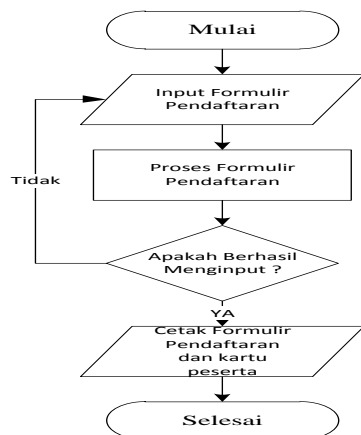 Mulai
Input Formulir
Pendaftaran
Proses Formulir
Pendaftaran
Tidak
Apakah Berhasil
Menginput ?
YA
Cetak Formulir
Pendaftaran
dan kartu
peserta
Selesai